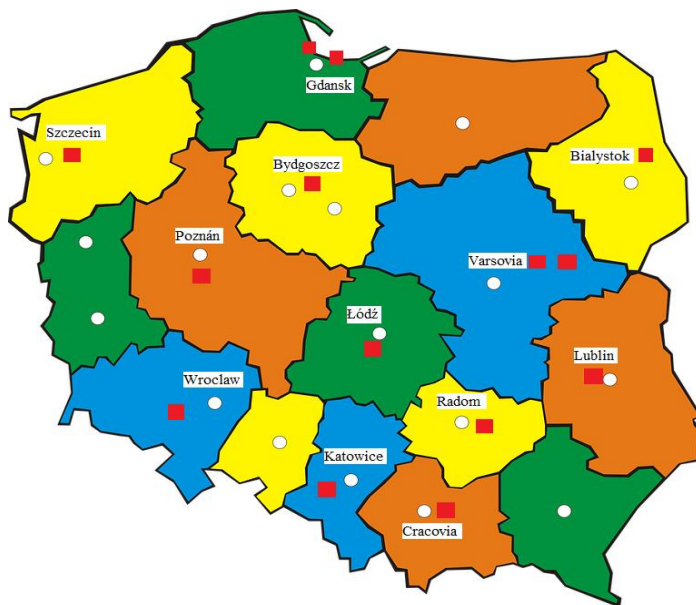 Gdansk
Szczecin
Bydgoszcz
Bialystok
Poznán
Varsovia
Łódź
Lublin
Wroclaw
Radom
Katowice
Cracovia